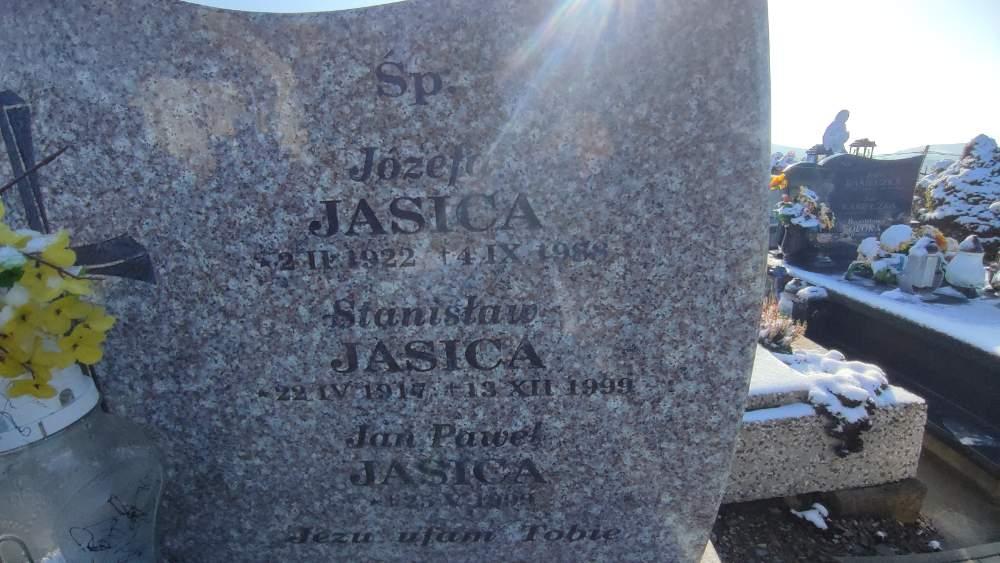 Śp.
Józefa
JASICA
*2 II 1922 +4 IX 1988
Stanisław
JASICA
*22 IV 1917 +13 XII 1999
Jan Paweł
JASICA
Jezu ufam Tobie